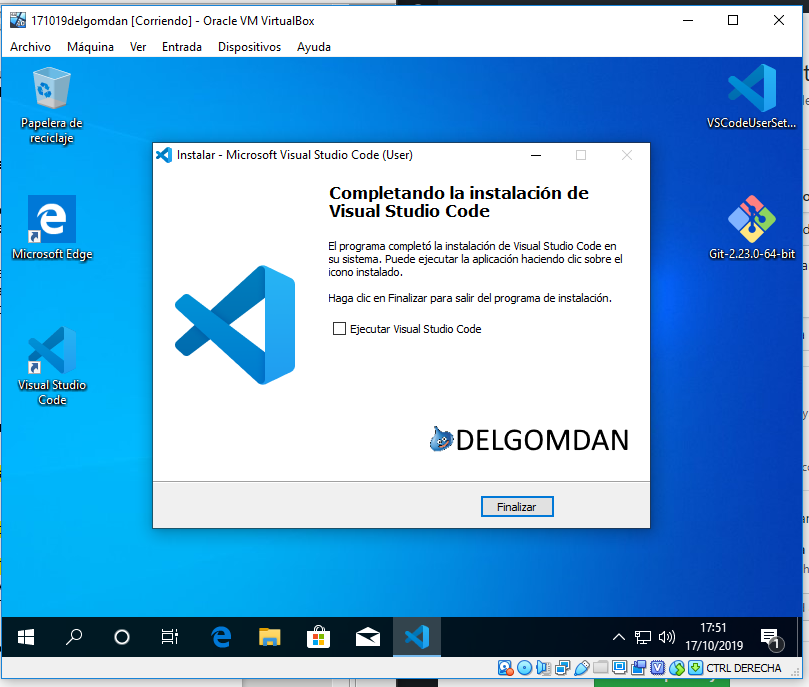 171019delgomdan [Corriendo] - Oracle VM VirtualBox
Archivo Máquina Ver Entrada Dispositivos Ayuda
Papelera de
reciclaje
VSCodeUserSet...
Instalar - Microsoft Visual Studio Code (User)
Completando la instalación de
Visual Studio Code
El programa completó la instalación de Visual Studio Code en
su sistema. Puede ejecutar la aplicación haciendo clic sobre el
icono instalado.
Haga clic en Finalizar para salir del programa de instalación.
Ejecutar Visual Studio Code
Microsoft Edge
Git-2.23.0-64-bit
Visual Studio
Code
DELGOMDAN
Finalizar
17:51
17/10/2019
1
CTRL DERECHA